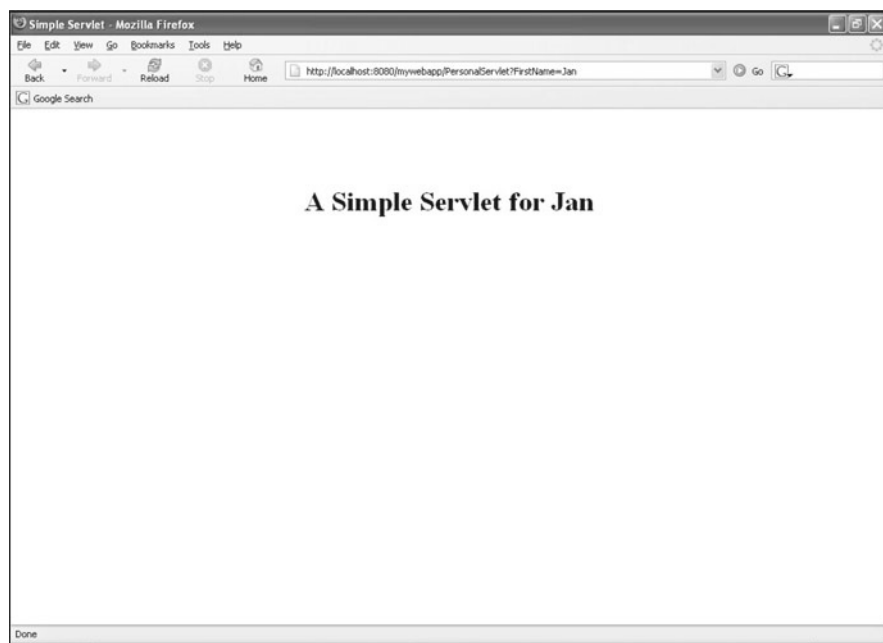 Simple Servlet - Mozilla Firefox
File Edit View Go Bookmarks Tools Help
Back Forward Reload Stop Home http://localhost:8080/mywebapp/PersonalServlet?FirstName=Jan Go G
G Google Search
A Simple Servlet for Jan
Done